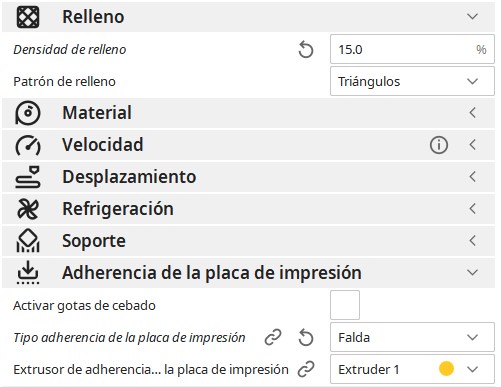 Relleno
Densidad de relleno 15.0 %
Patrón de relleno Triángulos
Material
Velocidad
Desplazamiento
Refrigeración
Soporte
Adherencia de la placa de impresión
Activar gotas de cebado
Tipo adherencia de la placa de impresión Falda
Extrusor de adherencia... la placa de impresión Extruder 1